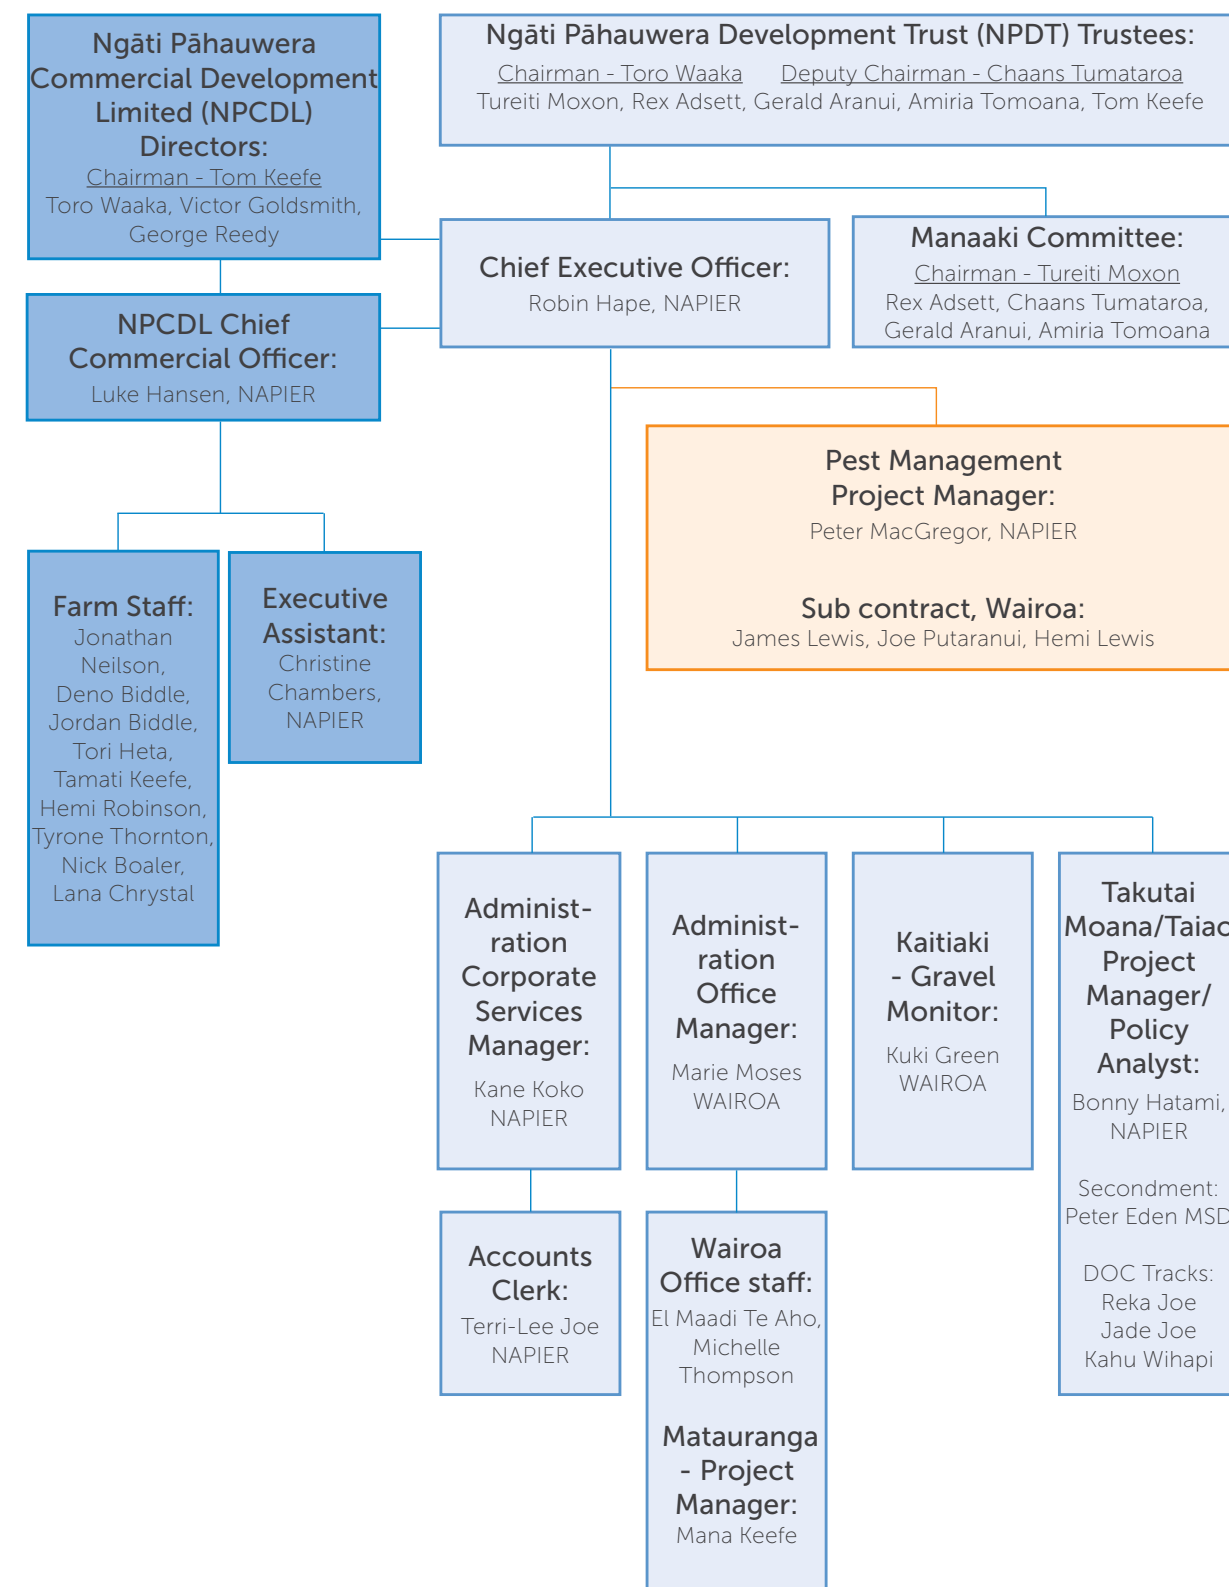 Ngāti Pāhauwera
Commercial Development
Limited (NPCDL)
Directors:
Chairman - Tom Keefe
Toro Waaka, Victor Goldsmith,
George Reedy
Ngāti Pāhauwera Development Trust (NPDT) Trustees:
Chairman - Toro Waaka Deputy Chairman - Chaans Tumataroa
Tureiti Moxon, Rex Adsett, Gerald Aranui, Amiria Tomoana, Tom Keefe
Chief Executive Officer:
Robin Hape, NAPIER
Manaaki Committee:
Chairman - Tureiti Moxon
Rex Adsett, Chaans Tumataroa,
Gerald Aranui, Amiria Tomoana
NPCDL Chief
Commercial Officer:
Luke Hansen, NAPIER
Pest Management
Project Manager:
Peter MacGregor, NAPIER
Sub contract, Wairoa:
James Lewis, Joe Putaranui, Hemi Lewis
Farm Staff:
Jonathan
Neilson,
Deno Biddle,
Jordan Biddle,
Tori Heta,
Tamati Keefe,
Hemi Robinson,
Tyrone Thornton,
Nick Boaler,
Lana Chrystal
Executive
Assistant:
Christine
Chambers,
NAPIER
Administ-
ration
Corporate
Services
Manager:
Kane Koko
NAPIER
Administ-
ration
Office
Manager:
Marie Moses
WAIROA
Kaitiaki
- Gravel
Monitor:
Kuki Green
WAIROA
Takutai
Moana/Taiao
Project
Manager/
Policy
Analyst:
Bonny Hatami,
NAPIER
Secondment:
Peter Eden MSD
DOC Tracks:
Reka Joe
Jade Joe
Kahu Wihapi
Accounts
Clerk:
Terri-Lee Joe
NAPIER
Wairoa
Office staff:
El Maadi Te Aho,
Michelle
Thompson
Matauranga
- Project
Manager:
Mana Keefe